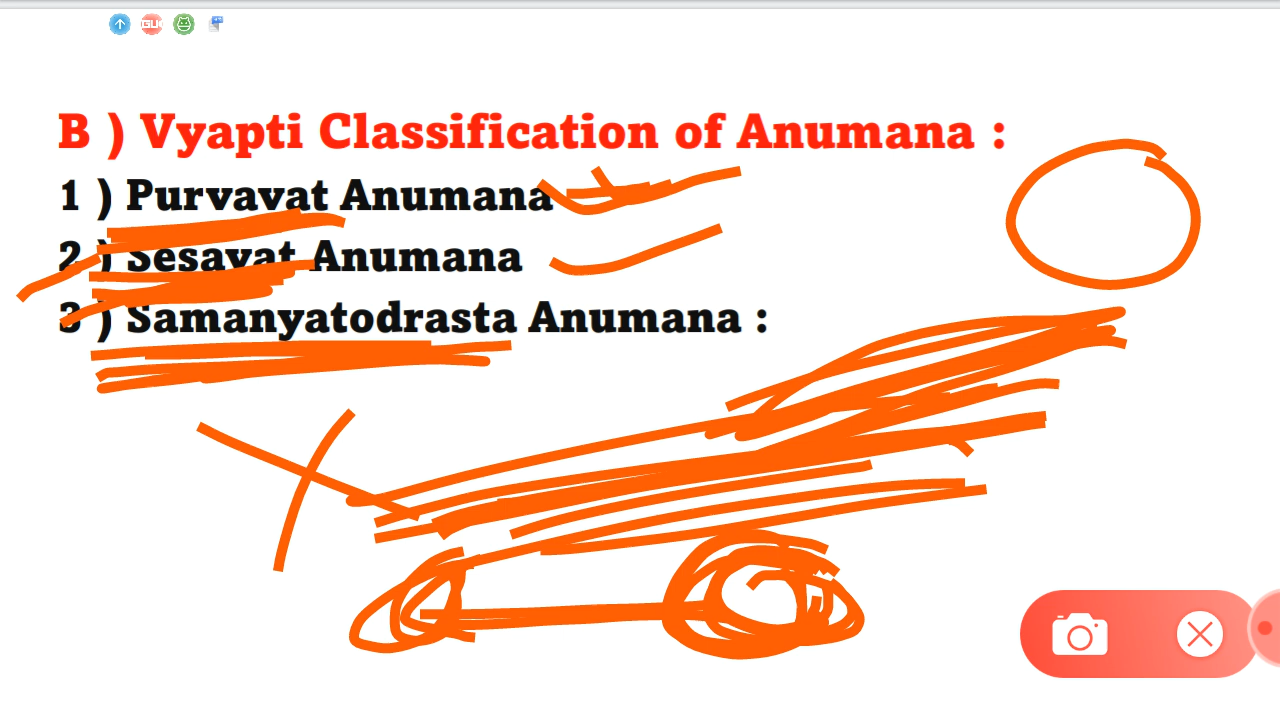 B ) Vyapti Classification of Anumana :
1 ) Purvavat Anumana
2 ) Sesavat Anumana
3 ) Samanyatodrasta Anumana :